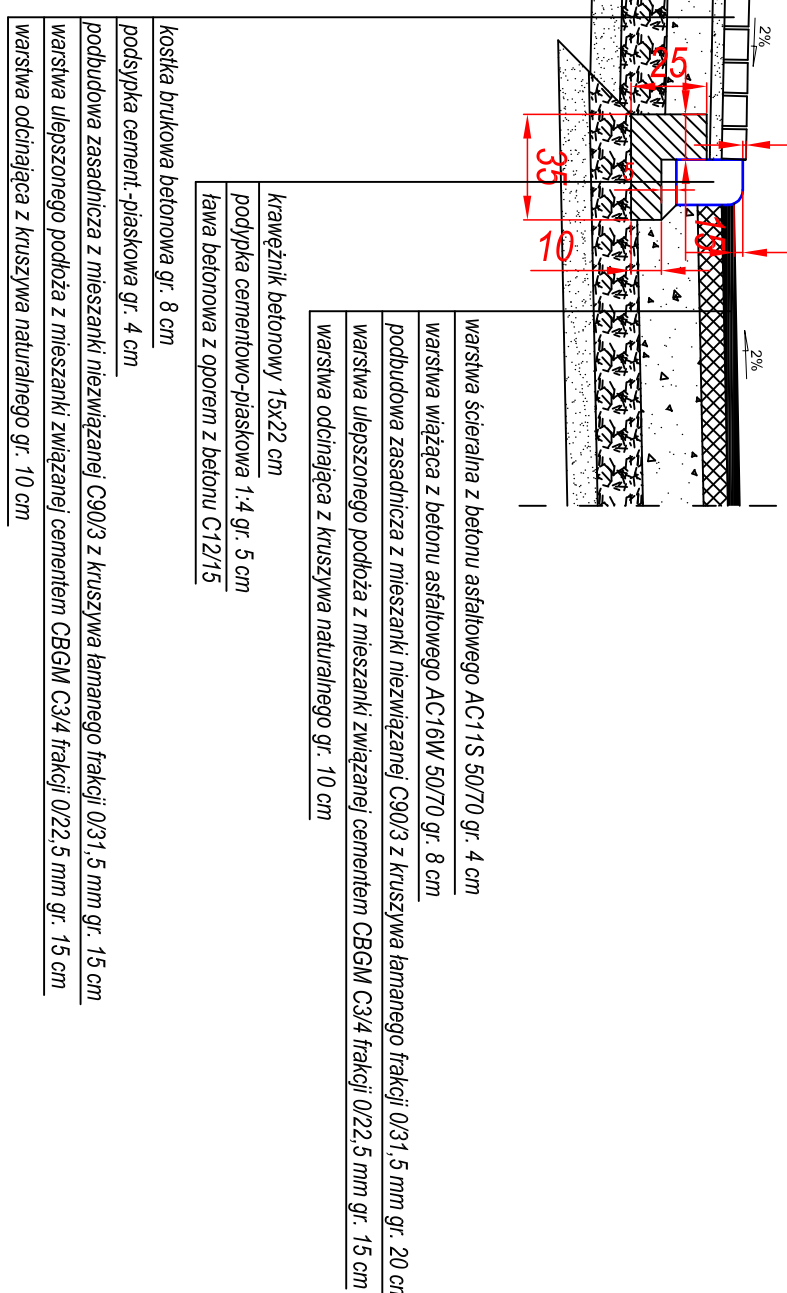 2%
2%
25
35
5
15
10
warstwa ścieralna z betonu asfaltowego AC11S 50/70 gr. 4 cm
warstwa wiążąca z betonu asfaltowego AC16W 50/70 gr. 8 cm
podbudowa zasadnicza z mieszanki niezwiązanej C90/3 z kruszywa łamanego frakcji 0/31,5 mm gr. 20 cm
warstwa ulepszonego podłoża z mieszanki związanej cementem CBGM C3/4 frakcji 0/22,5 mm gr. 15 cm
warstwa odcinająca z kruszywa naturalnego gr. 10 cm
krawężnik betonowy 15x22 cm
podypka cementowo-piaskowa 1:4 gr. 5 cm
ława betonowa z oporem z betonu C12/15
kostka brukowa betonowa gr. 8 cm
podsypka cement.-piaskowa gr. 4 cm
podbudowa zasadnicza z mieszanki niezwiązanej C90/3 z kruszywa łamanego frakcji 0/31,5 mm gr. 15 cm
warstwa ulepszonego podłoża z mieszanki związanej cementem CBGM C3/4 frakcji 0/22,5 mm gr. 15 cm
warstwa odcinająca z kruszywa naturalnego gr. 10 cm